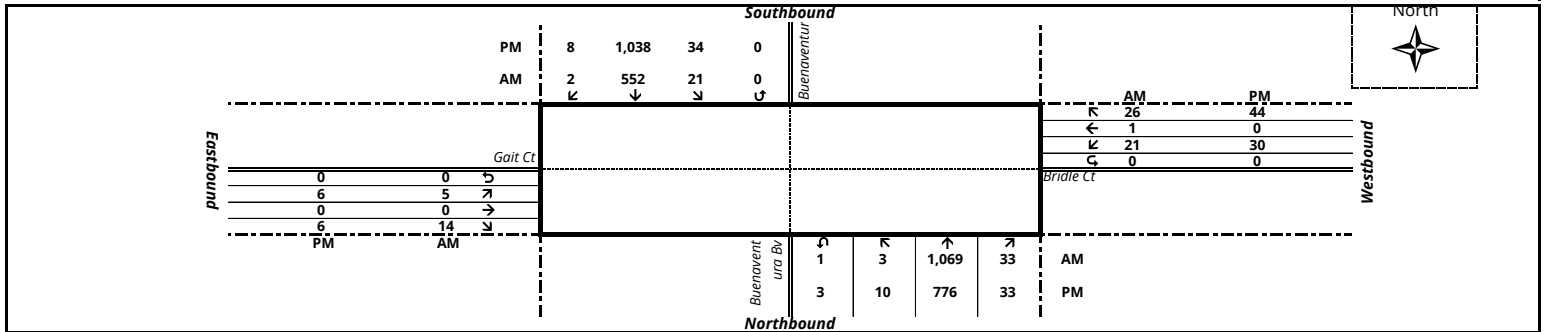 Southbound
North
PM 8 1,038 34 0
Buenaventur
AM 2 552 21 0
↙ ↓ ↘ ↺
AM PM
↖ 26 44
← 1 0
↙ 21 30
↺ 0 0
Eastbound
Westbound
Gait Ct
Bridle Ct
0 0 ↺
6 5 ↗
0 0 →
6 14 ↘
PM AM
Buenavent
ura Bv
↺ ↖ ↑ ↗
1 3 1,069 33 AM
3 10 776 33 PM
Northbound